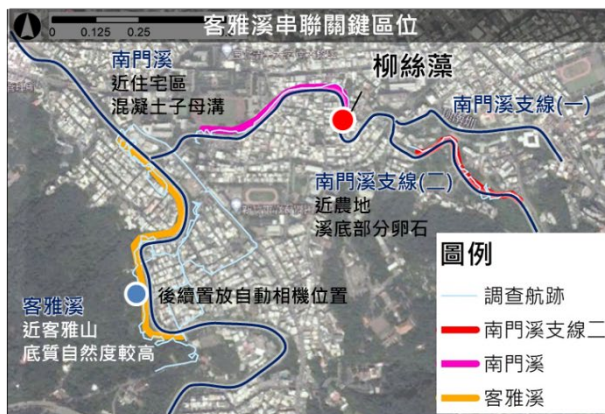 客雅溪串聯關鍵區位
0 0.125 0.25
南門溪
近住宅區
混凝土子母溝
柳絲藻
南門溪支線(一)
南門溪支線(二)
近農地
溪底部分卵石
後續置放自動相機位置
客雅溪
近客雅山
底質自然度較高
圖例
調查航跡
南門溪支線二
南門溪
客雅溪